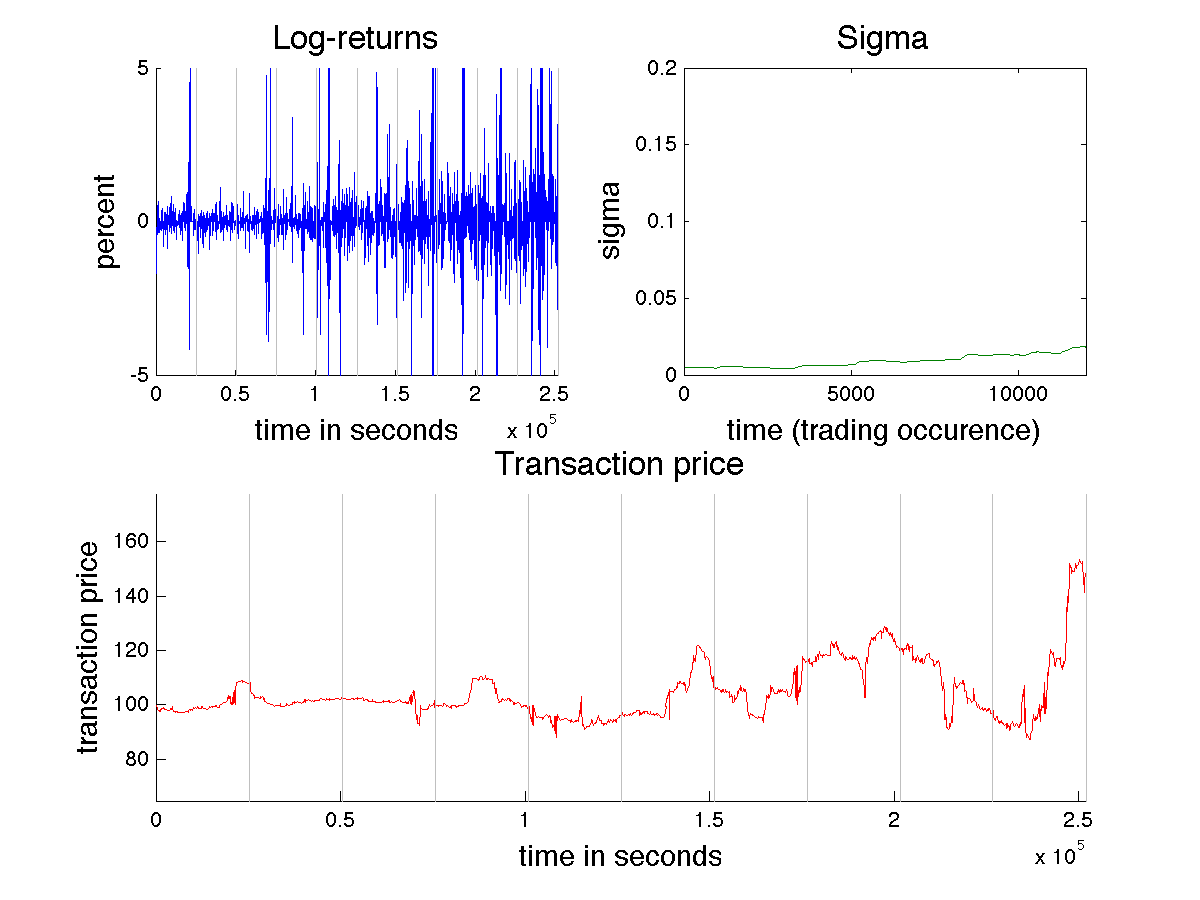 Log-returns
percent
5
0
-5
0
0.5
1
1.5
2
2.5
time in seconds
x 10^5
Sigma
sigma
0.2
0.15
0.1
0.05
0
0
5000
10000
time (trading occurence)
Transaction price
transaction price
160
140
120
100
80
0
0.5
1
1.5
2
2.5
time in seconds
x 10^5